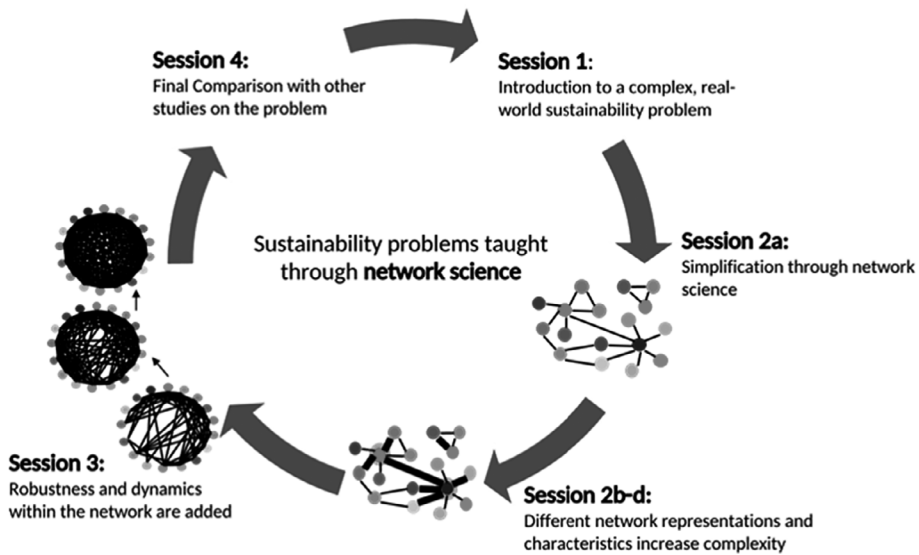 Session 4:
Final Comparison with other
studies on the problem
Session 1:
Introduction to a complex, real-
world sustainability problem
Sustainability problems taught
through network science
Session 2a:
Simplification through network
science
Session 3:
Robustness and dynamics
within the network are added
Session 2b-d:
Different network representations and
characteristics increase complexity